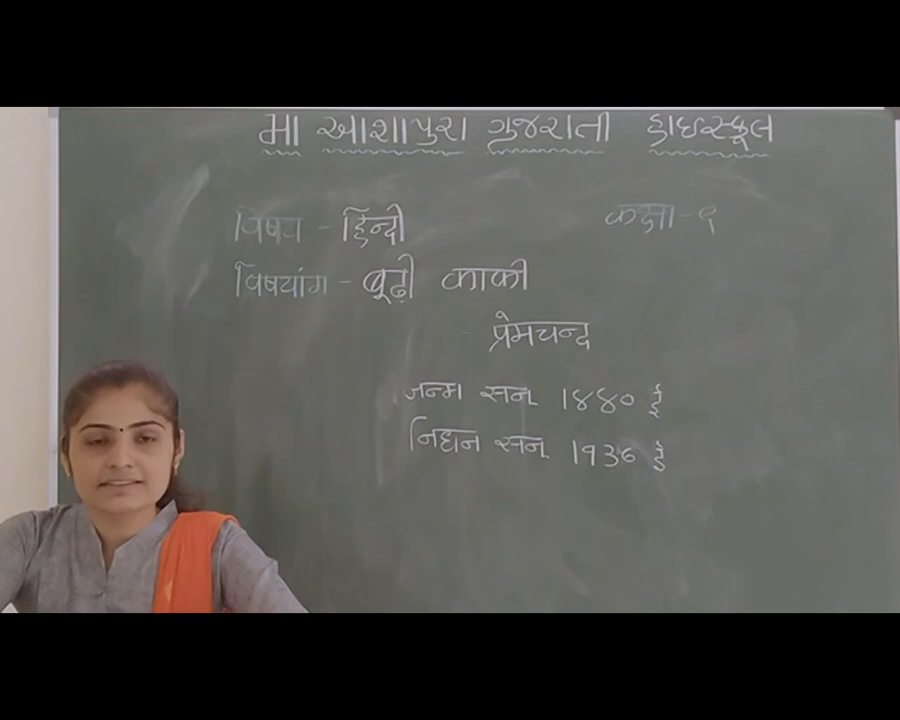 મા આશાપુરા ગુજરાતી હાઇસ્કૂલ
विषय - हिन्दी कक्षा - ९
विषयांग - बूढ़ी काकी
- प्रेमचन्द
जन्म सन् 1880 ई
निधन सन् 1936 ई